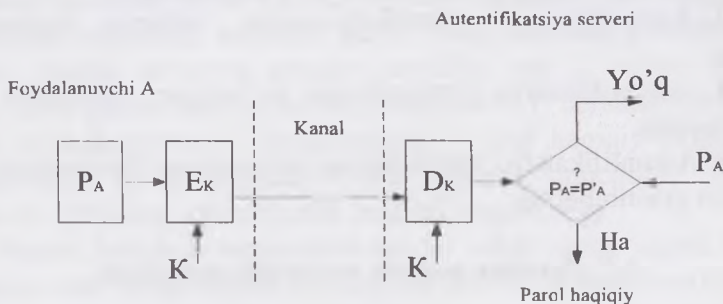 Autentifikatsiya serveri
Foydalanuvchi A
Kanal
Yo'q
PA
EK
DK
?
PA=P'A
PA
K
K
Ha
Parol haqiqiy